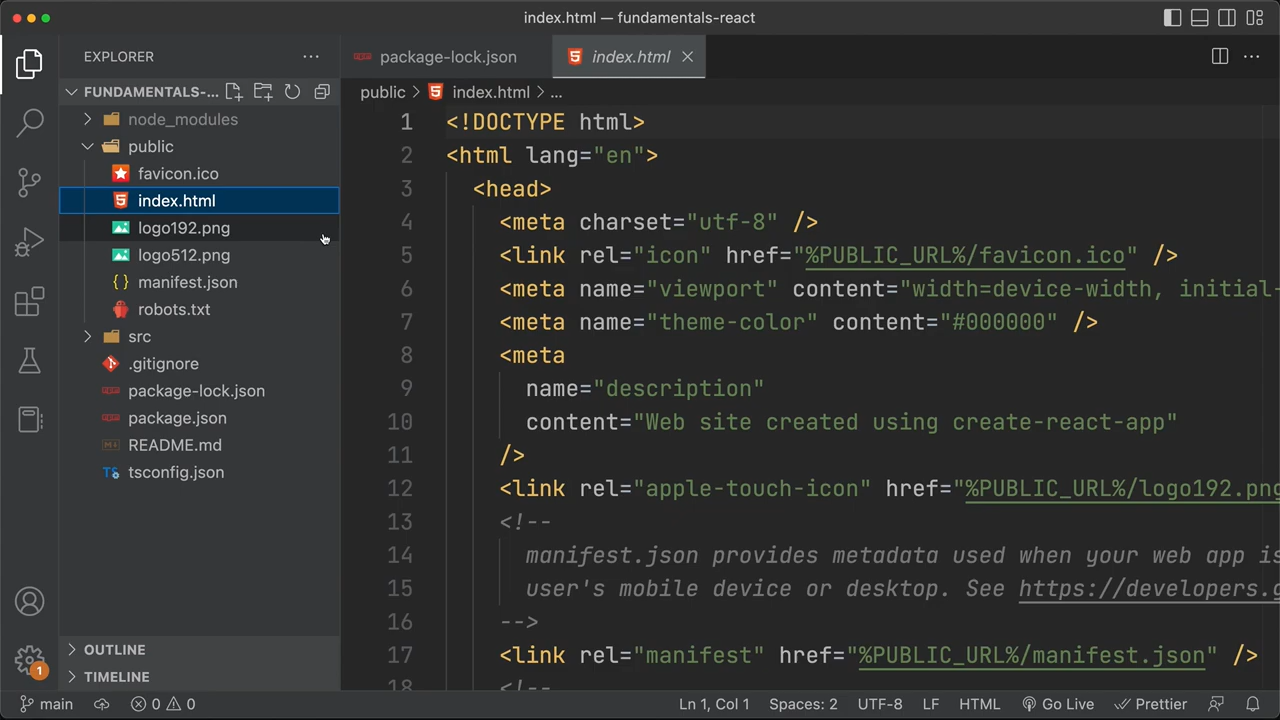 index.html — fundamentals-react
EXPLORER
FUNDAMENTALS-...
node_modules
public
favicon.ico
index.html
logo192.png
logo512.png
manifest.json
robots.txt
src
.gitignore
package-lock.json
package.json
README.md
tsconfig.json
OUTLINE
TIMELINE
package-lock.json
index.html
public > index.html > ...
1 <!DOCTYPE html>
2 <html lang="en">
3 <head>
4 <meta charset="utf-8" />
5 <link rel="icon" href="%PUBLIC_URL%/favicon.ico" />
6 <meta name="viewport" content="width=device-width, initial-
7 <meta name="theme-color" content="#000000" />
8 <meta
9 name="description"
10 content="Web site created using create-react-app"
11 />
12 <link rel="apple-touch-icon" href="%PUBLIC_URL%/logo192.png
13 <!--
14 manifest.json provides metadata used when your web app is
15 user's mobile device or desktop. See https://developers.g
16 -->
17 <link rel="manifest" href="%PUBLIC_URL%/manifest.json" />
18 <!--
1
main
0 0
Ln 1, Col 1
Spaces: 2
UTF-8
LF
HTML
Go Live
Prettier